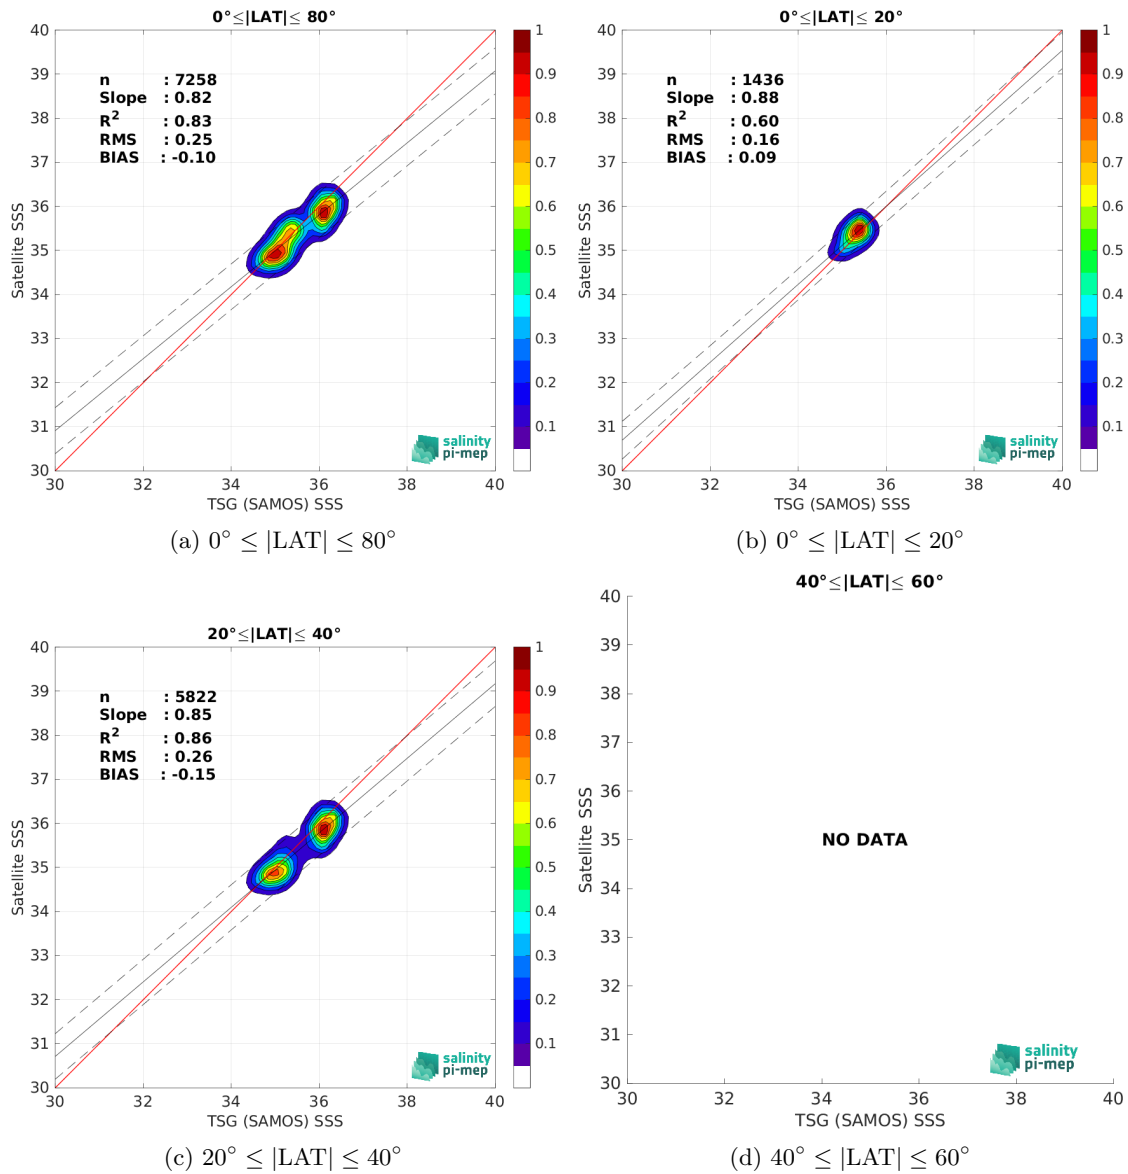 0°≤|LAT|≤ 80°
40
39
38
37
36
35
34
33
32
31
30
30
32
34
36
38
40
Satellite SSS
TSG (SAMOS) SSS
n : 7258
Slope : 0.82
R² : 0.83
RMS : 0.25
BIAS : -0.10
1
0.9
0.8
0.7
0.6
0.5
0.4
0.3
0.2
0.1
salinity
pi-mep
(a) 0° ≤ |LAT| ≤ 80°
0°≤|LAT|≤ 20°
40
39
38
37
36
35
34
33
32
31
30
30
32
34
36
38
40
Satellite SSS
TSG (SAMOS) SSS
n : 1436
Slope : 0.88
R² : 0.60
RMS : 0.16
BIAS : 0.09
1
0.9
0.8
0.7
0.6
0.5
0.4
0.3
0.2
0.1
salinity
pi-mep
(b) 0° ≤ |LAT| ≤ 20°
20°≤|LAT|≤ 40°
40
39
38
37
36
35
34
33
32
31
30
30
32
34
36
38
40
Satellite SSS
TSG (SAMOS) SSS
n : 5822
Slope : 0.85
R² : 0.86
RMS : 0.26
BIAS : -0.15
1
0.9
0.8
0.7
0.6
0.5
0.4
0.3
0.2
0.1
salinity
pi-mep
(c) 20° ≤ |LAT| ≤ 40°
40°≤|LAT|≤ 60°
40
39
38
37
36
35
34
33
32
31
30
30
32
34
36
38
40
Satellite SSS
TSG (SAMOS) SSS
NO DATA
salinity
pi-mep
(d) 40° ≤ |LAT| ≤ 60°